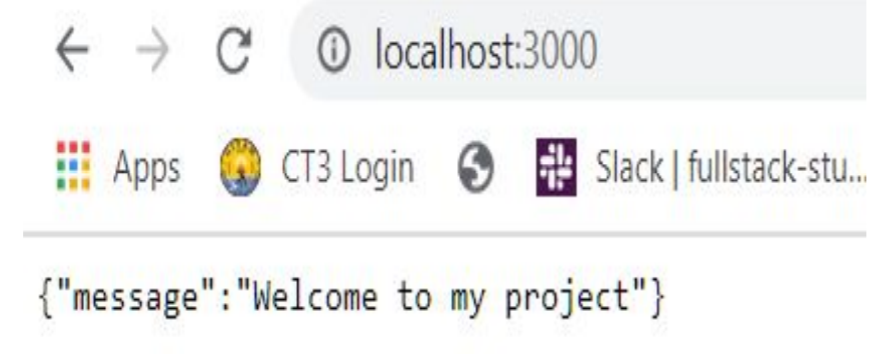 localhost:3000
Apps CT3 Login Slack | fullstack-stu...
{"message":"Welcome to my project"}